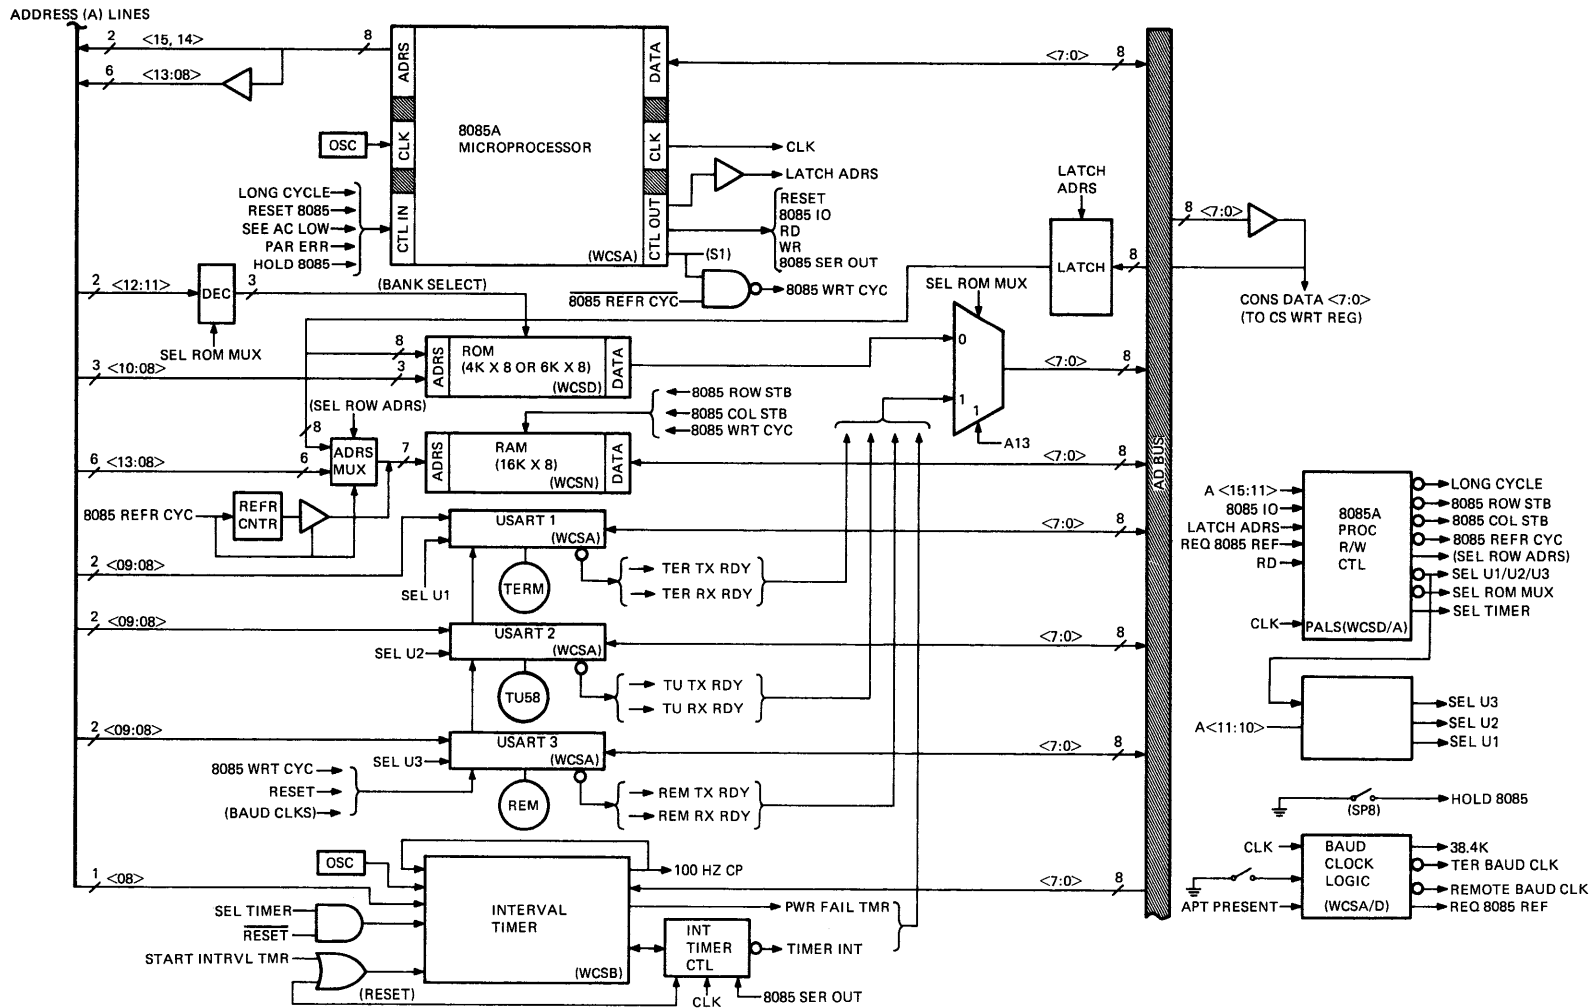 ADDRESS (A) LINES
2 <15, 14> 8
6 <13:08>
ADRS
DATA
<7:0> 8
8085A
MICROPROCESSOR
OSC
CLK
CLK
CLK
LATCH ADRS
LONG CYCLE
RESET 8085
SEE AC LOW
PAR ERR
HOLD 8085
CTL IN
CTL OUT
(WCSA)
RESET
8085 IO
RD
WR
8085 SER OUT
(S1)
8085 REFR CYC
8085 WRT CYC
LATCH
ADRS
LATCH
8
8 <7:0>
CONS DATA <7:0>
(TO CS WRT REG)
AD BUS
2 <12:11>
DEC
3
(BANK SELECT)
SEL ROM MUX
SEL ROM MUX
0
1
1
A13
<7:0> 8
8
3 <10:08> 3
ADRS
ROM
(4K X 8 OR 6K X 8)
(WCSD)
DATA
(SEL ROW ADRS)
8
8085 ROW STB
8085 COL STB
8085 WRT CYC
6 <13:08> 6
ADRS
MUX
7
ADRS
RAM
(16K X 8)
(WCSN)
DATA
<7:0> 8
8085 REFR CYC
REFR
CNTR
USART 1
(WCSA)
<7:0> 8
2 <09:08>
SEL U1
TERM
TER TX RDY
TER RX RDY
2 <09:08>
USART 2
(WCSA)
SEL U2
<7:0> 8
TU58
TU TX RDY
TU RX RDY
2 <09:08>
USART 3
(WCSA)
SEL U3
<7:0> 8
8085 WRT CYC
RESET
(BAUD CLKS)
REM
REM TX RDY
REM RX RDY
OSC
100 HZ CP
1 <08>
<7:0> 8
SEL TIMER
RESET
INTERVAL
TIMER
(WCSB)
PWR FAIL TMR
START INTRVL TMR
(RESET)
INT
TIMER
CTL
TIMER INT
CLK
8085 SER OUT
A <15:11>
8085 IO
LATCH ADRS
REQ 8085 REF
RD
CLK
8085A
PROC
R/W
CTL
PALS(WCSD/A)
LONG CYCLE
8085 ROW STB
8085 COL STB
8085 REFR CYC
(SEL ROW ADRS)
SEL U1/U2/U3
SEL ROM MUX
SEL TIMER
A<11:10>
SEL U3
SEL U2
SEL U1
(SP8)
HOLD 8085
CLK
APT PRESENT
BAUD
CLOCK
LOGIC
(WCSA/D)
38.4K
TER BAUD CLK
REMOTE BAUD CLK
REQ 8085 REF